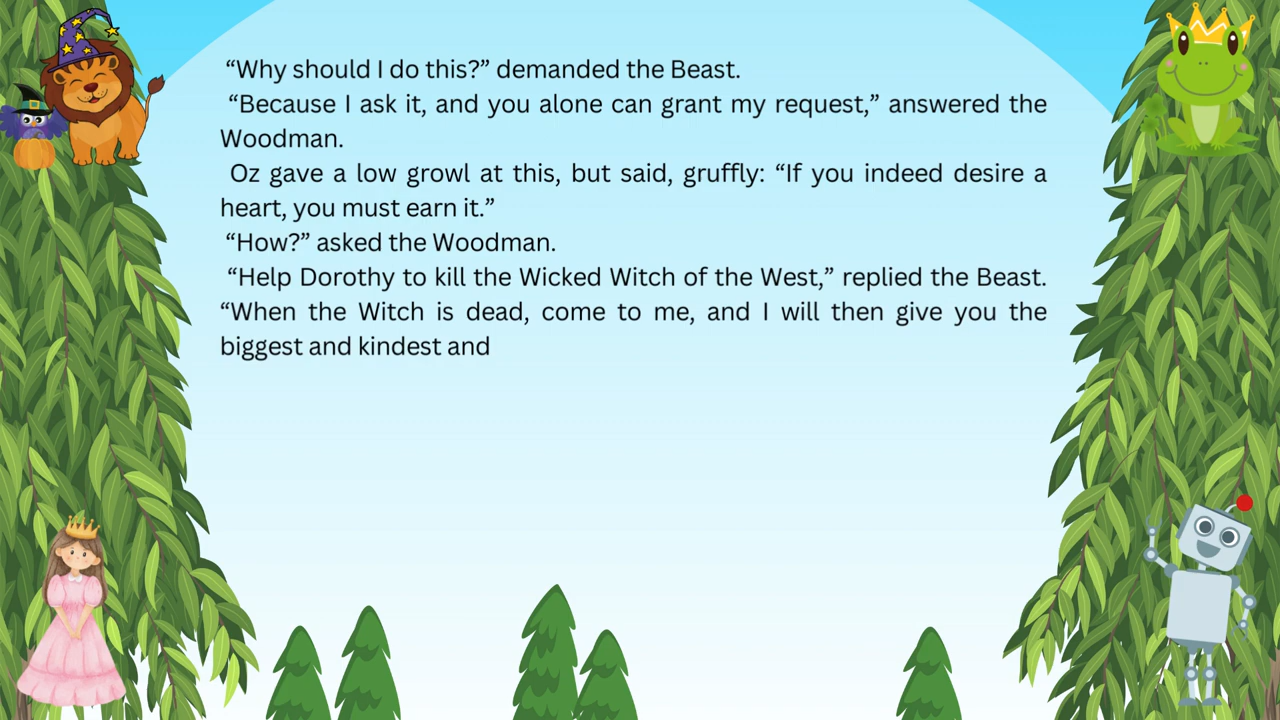 “Why should I do this?” demanded the Beast.
“Because I ask it, and you alone can grant my request,” answered the
Woodman.
Oz gave a low growl at this, but said, gruffly: “If you indeed desire a
heart, you must earn it.”
“How?” asked the Woodman.
“Help Dorothy to kill the Wicked Witch of the West,” replied the Beast.
“When the Witch is dead, come to me, and I will then give you the
biggest and kindest and